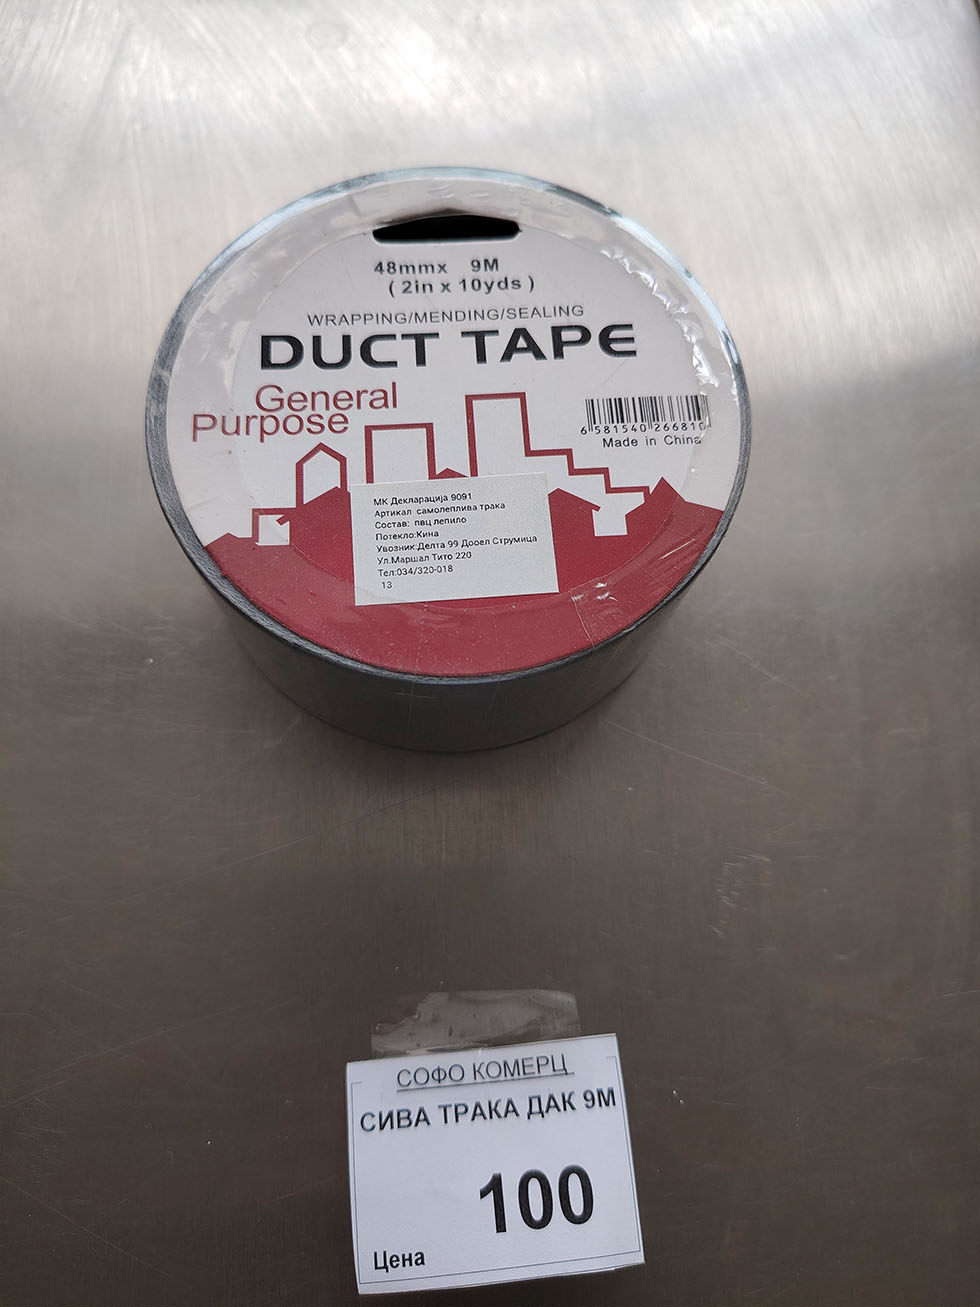 48mmx 9M
( 2in x 10yds )
WRAPPING/MENDING/SEALING
DUCT TAPE
General
Purpose
6 581540 266810
Made in China
МК Декларација 9091
Артикал самолеплива трака
Состав: пвц лепило
Потекло:Кина
Увозник:Делта 99 Дооел Струмица
Ул.Маршал Тито 220
Тел:034/320-018
13
СОФО КОМЕРЦ
СИВА ТРАКА ДАК 9М
100
Цена